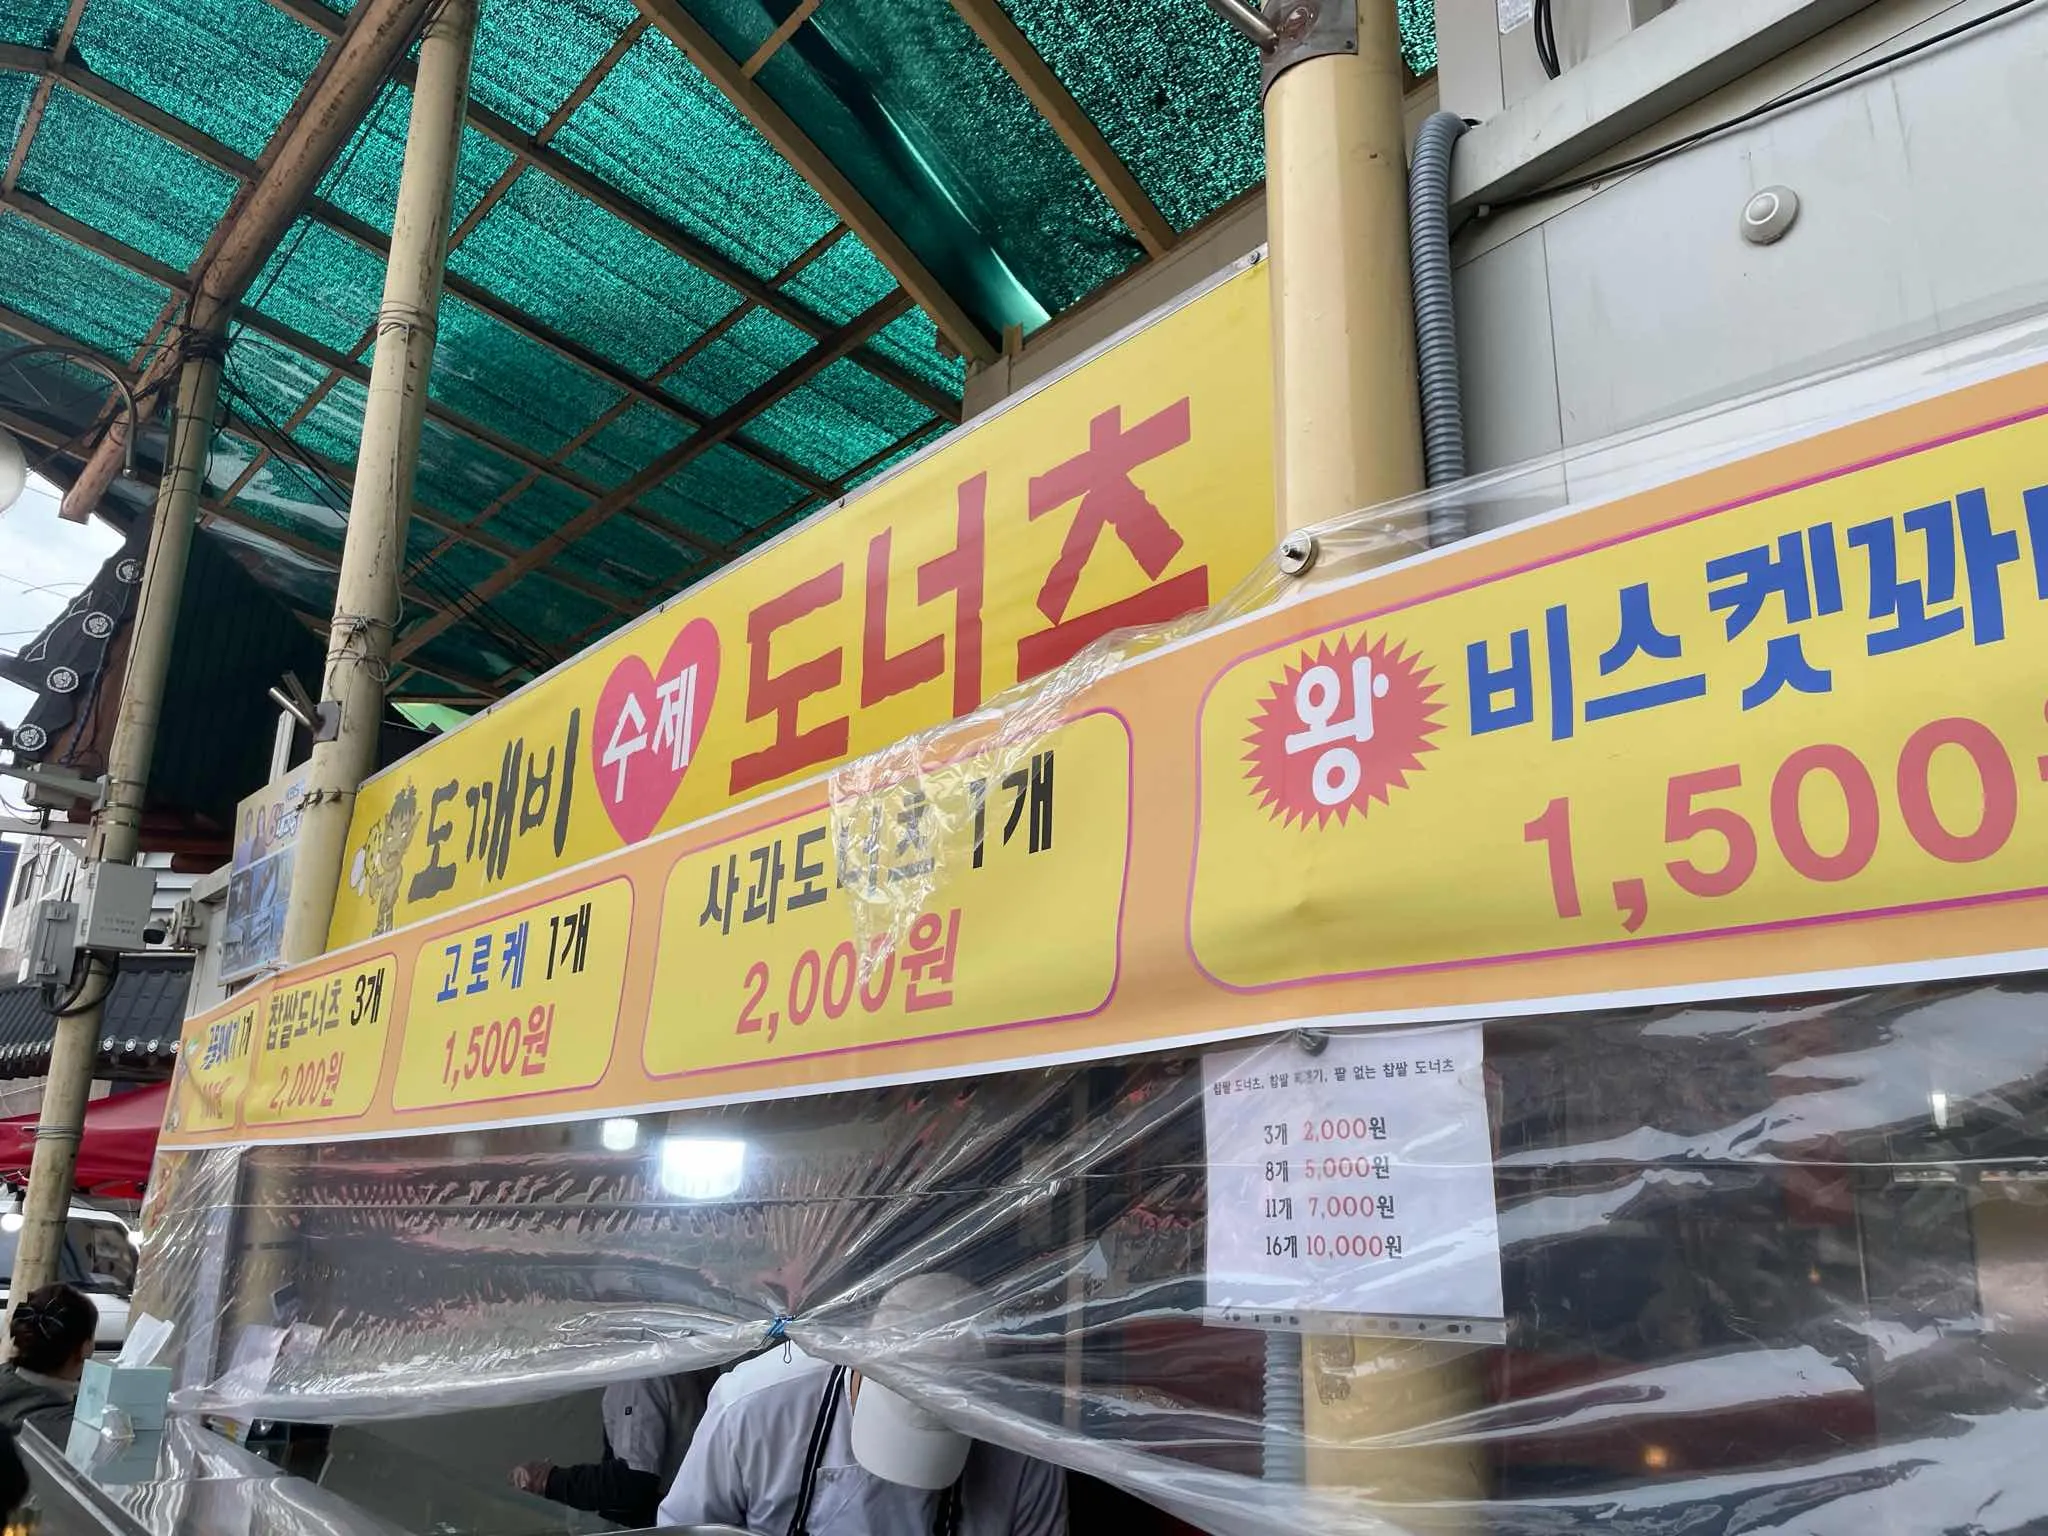 도깨비 수제 도너츠
찹쌀도너츠 3개
2,000원
고로케 1개
1,500원
사과도너츠 1개
2,000원
왕 비스켓꽈
1,500
찹쌀 도너츠, 찹쌀 꽈배기, 팥 없는 찹쌀 도너츠
3개 2,000원
8개 5,000원
11개 7,000원
16개 10,000원